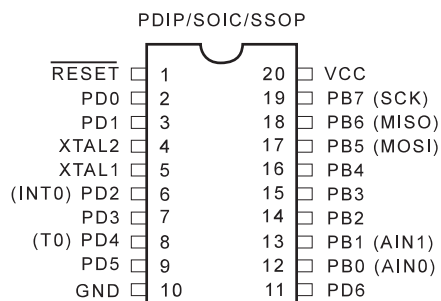 PDIP/SOIC/SSOP
RESET 1 20 VCC
PD0 2 19 PB7 (SCK)
PD1 3 18 PB6 (MISO)
XTAL2 4 17 PB5 (MOSI)
XTAL1 5 16 PB4
(INT0) PD2 6 15 PB3
PD3 7 14 PB2
(T0) PD4 8 13 PB1 (AIN1)
PD5 9 12 PB0 (AIN0)
GND 10 11 PD6